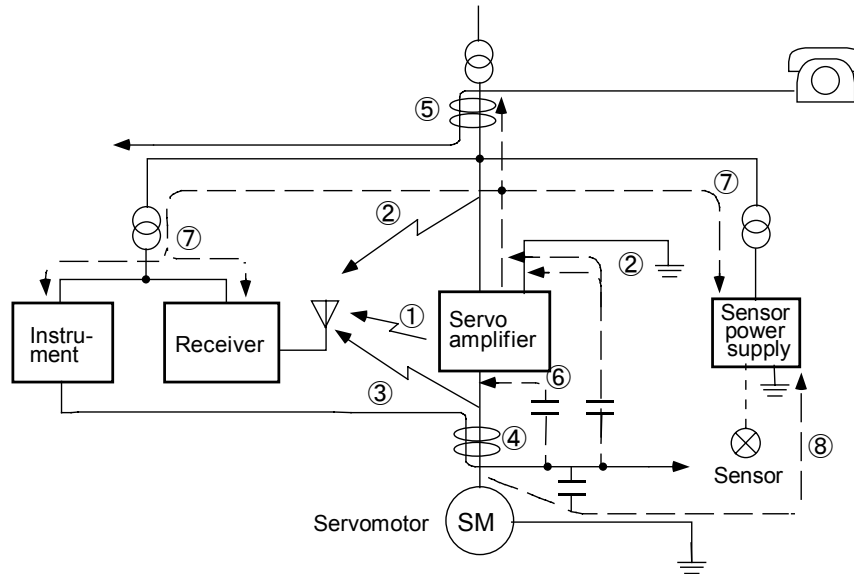 ⑤
⑦
②
⑦
②
①
Instru-
ment
Receiver
Servo
amplifier
Sensor
power
supply
⑥
③
④
⑧
Sensor
Servomotor
SM